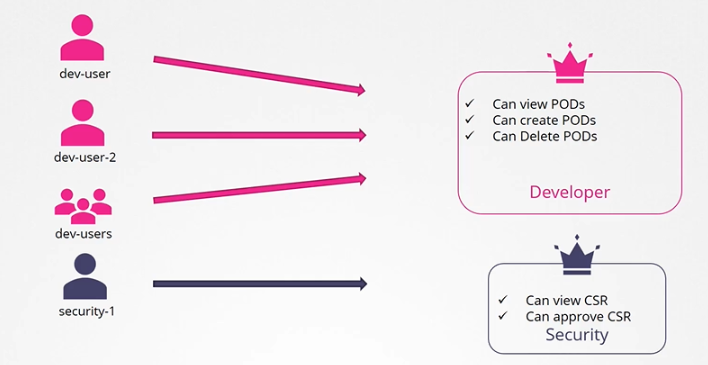 dev-user
dev-user-2
dev-users
security-1
✓ Can view PODs
✓ Can create PODs
✓ Can Delete PODs
Developer
✓ Can view CSR
✓ Can approve CSR
Security